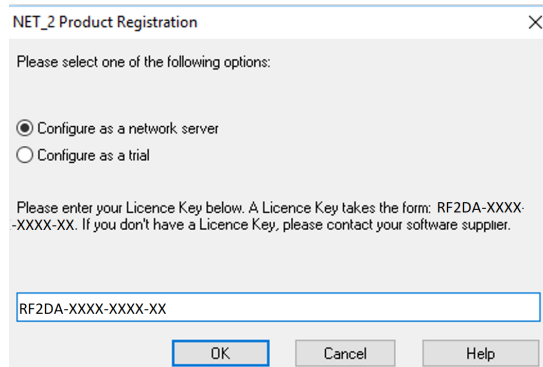 NET_2 Product Registration
Please select one of the following options:
Configure as a network server
Configure as a trial
Please enter your Licence Key below. A Licence Key takes the form: RF2DA-XXXX-
-XXXX-XX. If you don't have a Licence Key, please contact your software supplier.
RF2DA-XXXX-XXXX-XX
OK Cancel Help